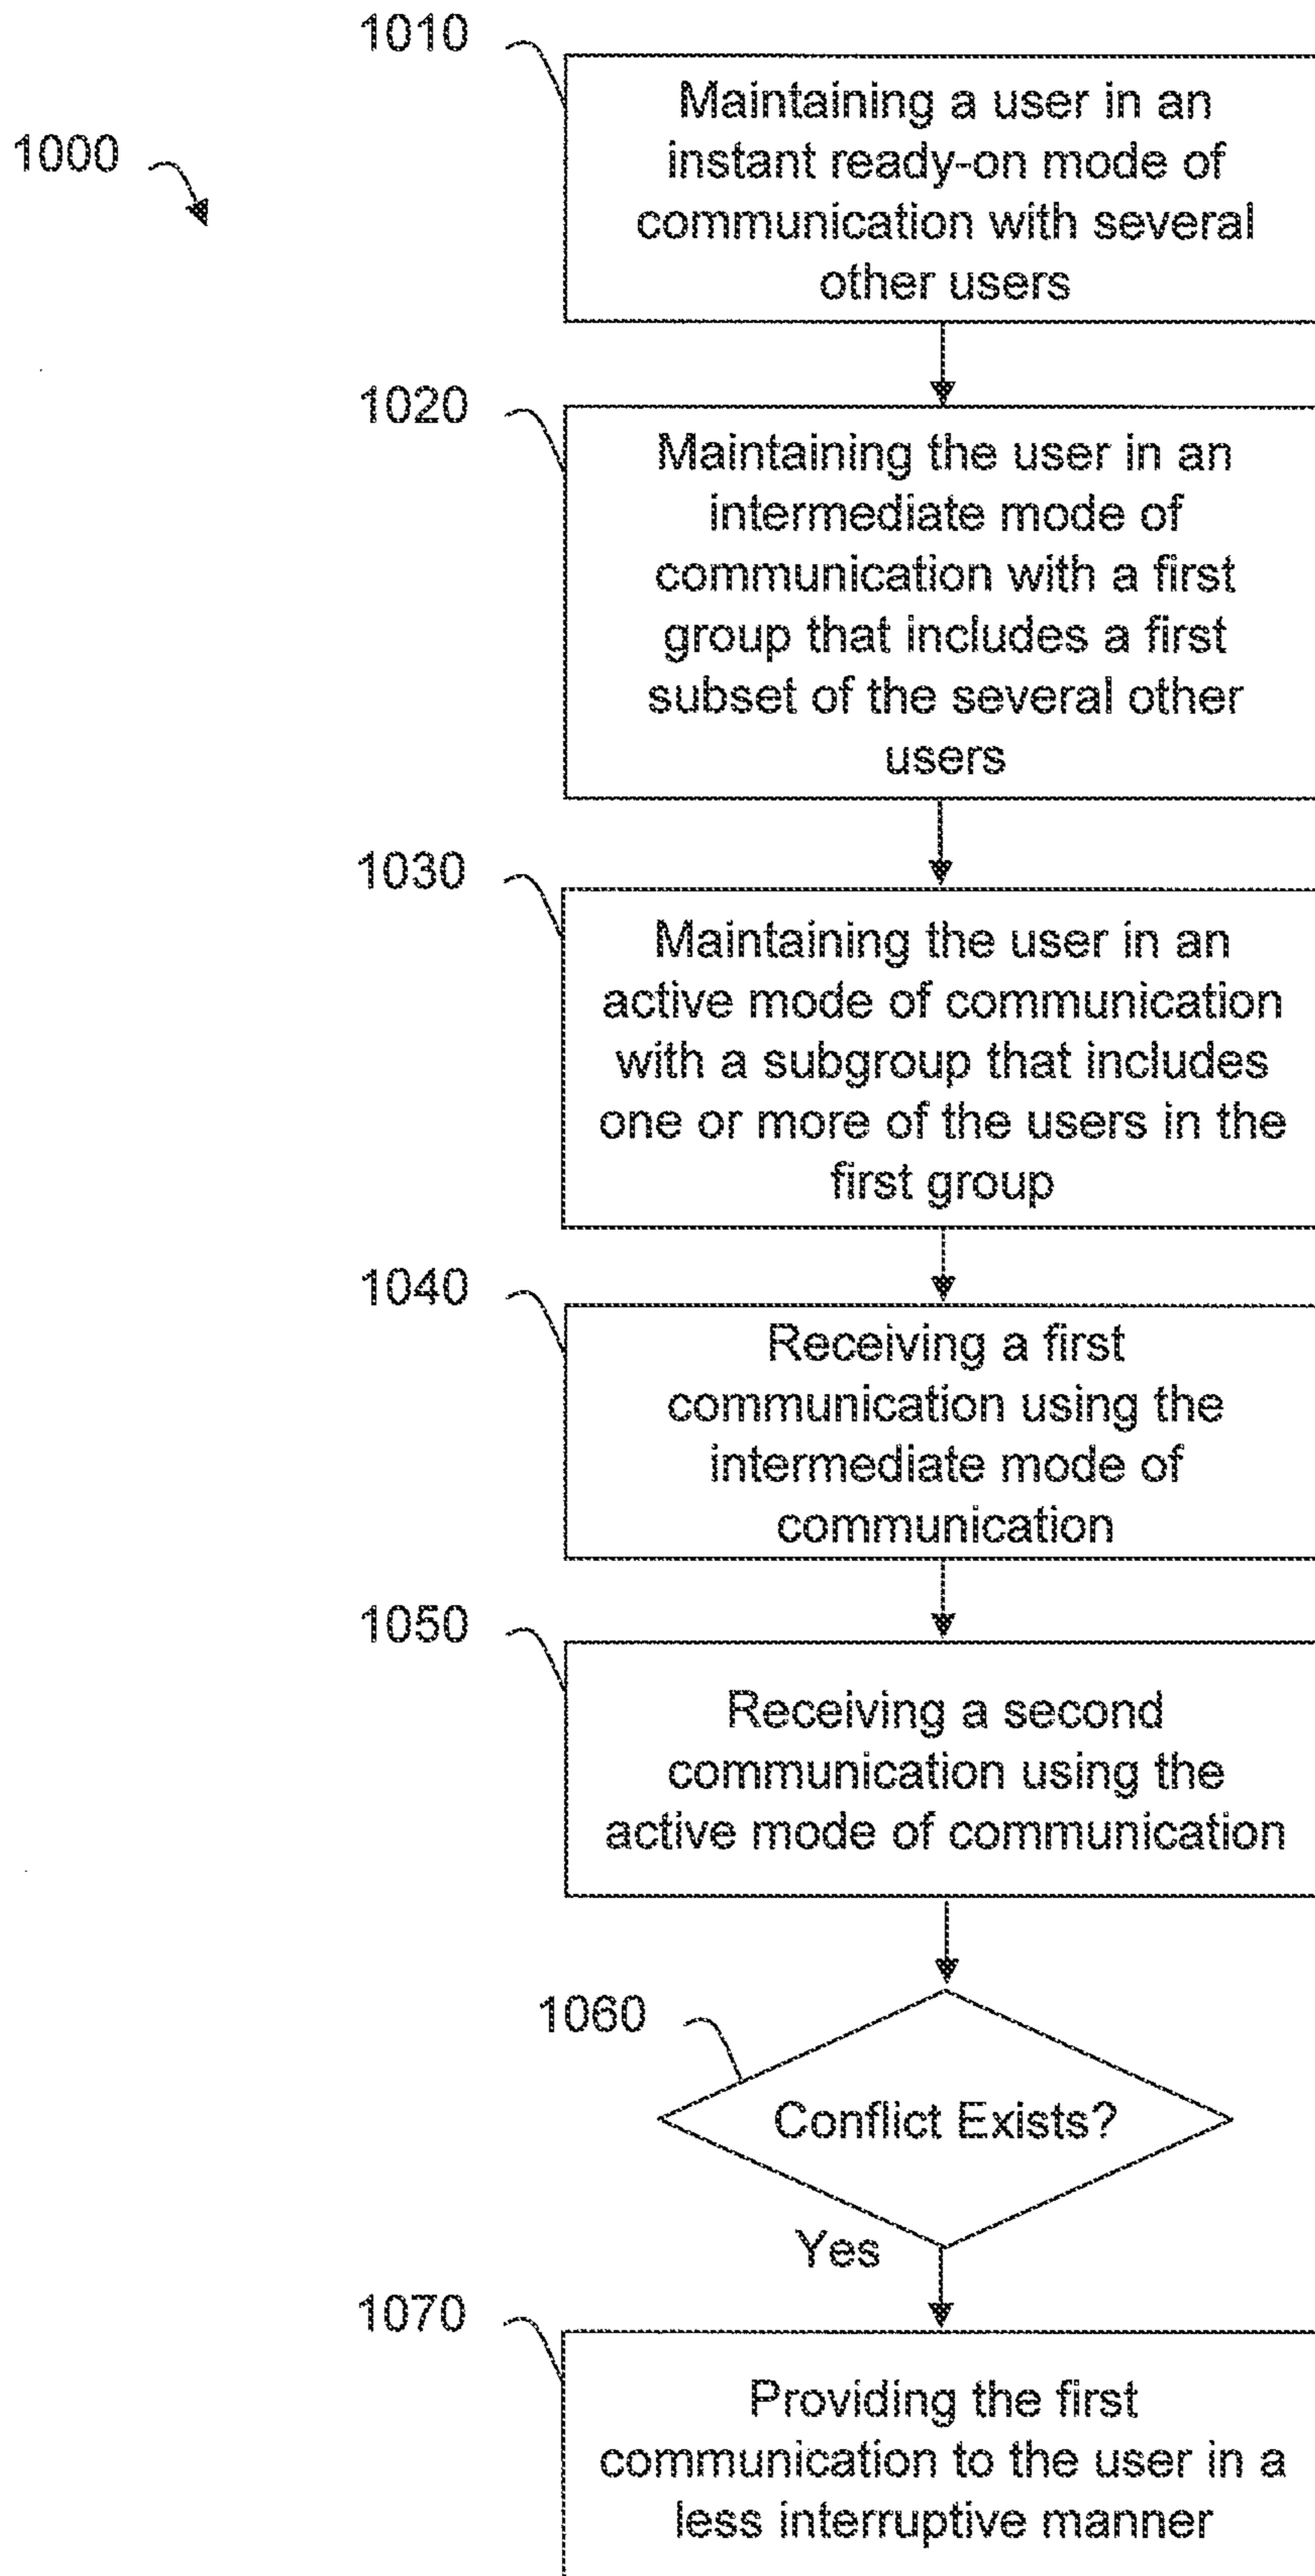 1000
1010
Maintaining a user in an
instant ready-on mode of
communication with several
other users
1020
Maintaining the user in an
intermediate mode of
communication with a first
group that includes a first
subset of the several other
users
1030
Maintaining the user in an
active mode of communication
with a subgroup that includes
one or more of the users in the
first group
1040
Receiving a first
communication using the
intermediate mode of
communication
1050
Receiving a second
communication using the
active mode of communication
1060
Conflict Exists?
Yes
1070
Providing the first
communication to the user in a
less interruptive manner